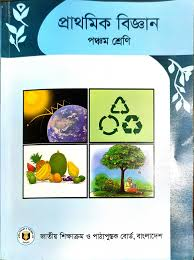 প্রাথমিক বিজ্ঞান
পঞ্চম শ্রেণি
জাতীয় শিক্ষাক্রম ও পাঠ্যপুস্তক বোর্ড, বাংলাদেশ